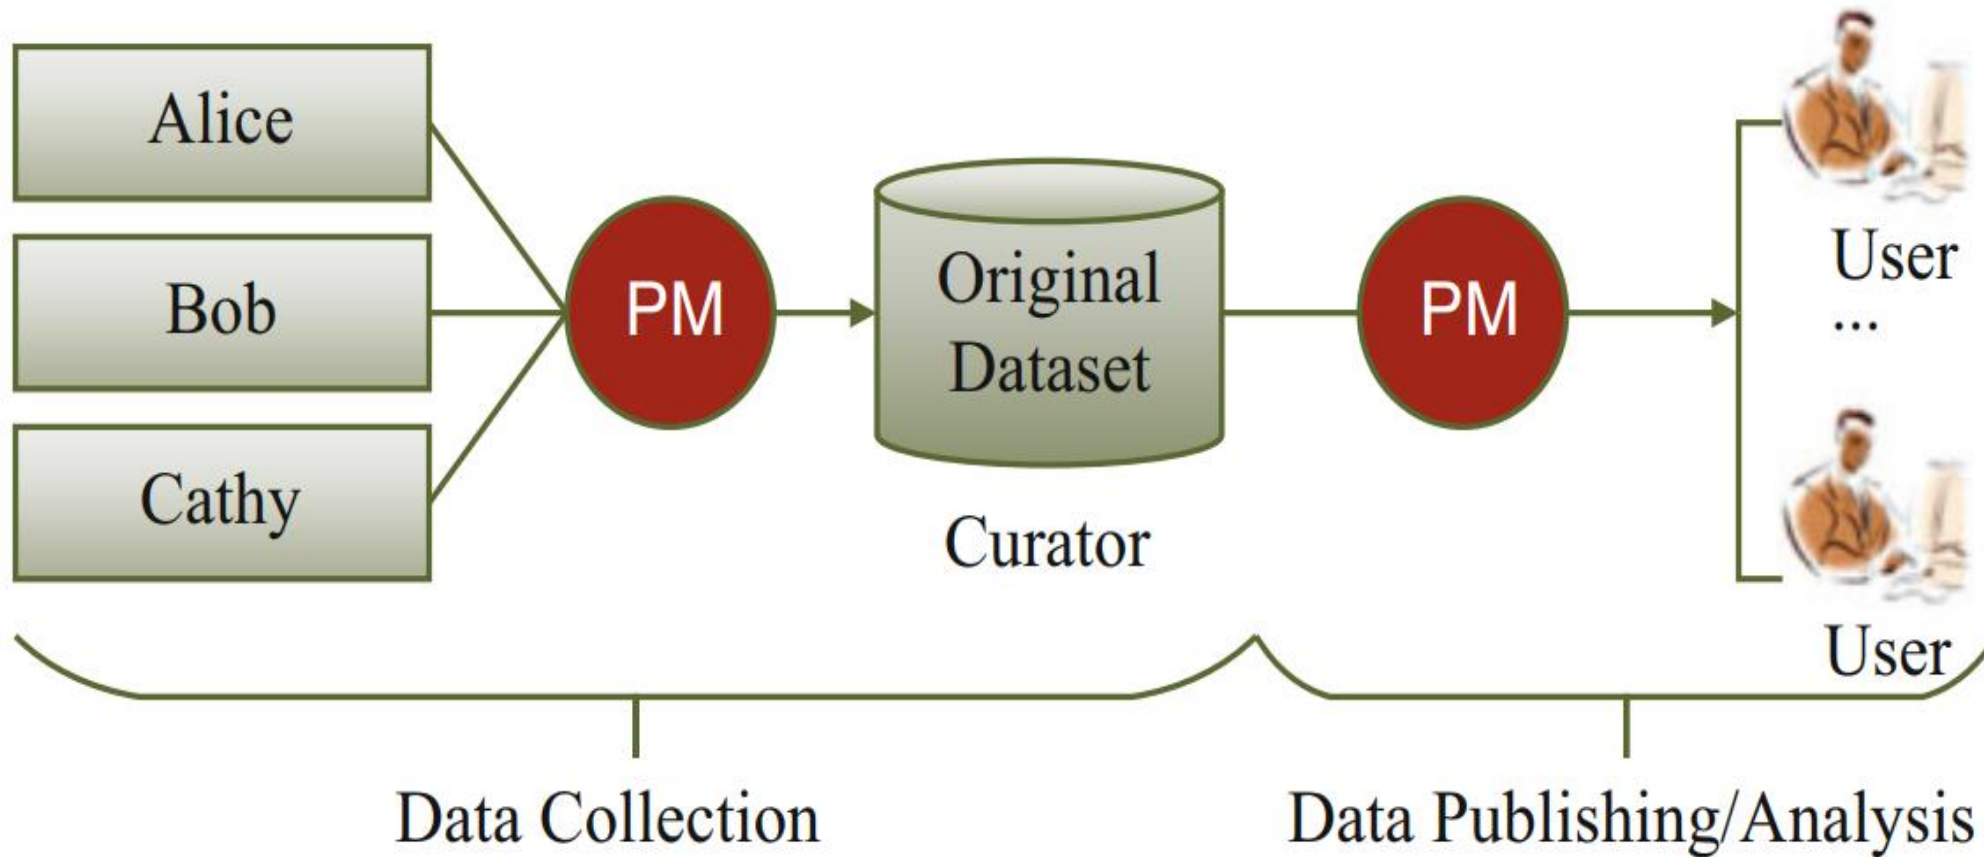 Alice
Bob
Cathy
PM
Original
Dataset
Curator
PM
User
...
User
Data Collection
Data Publishing/Analysis